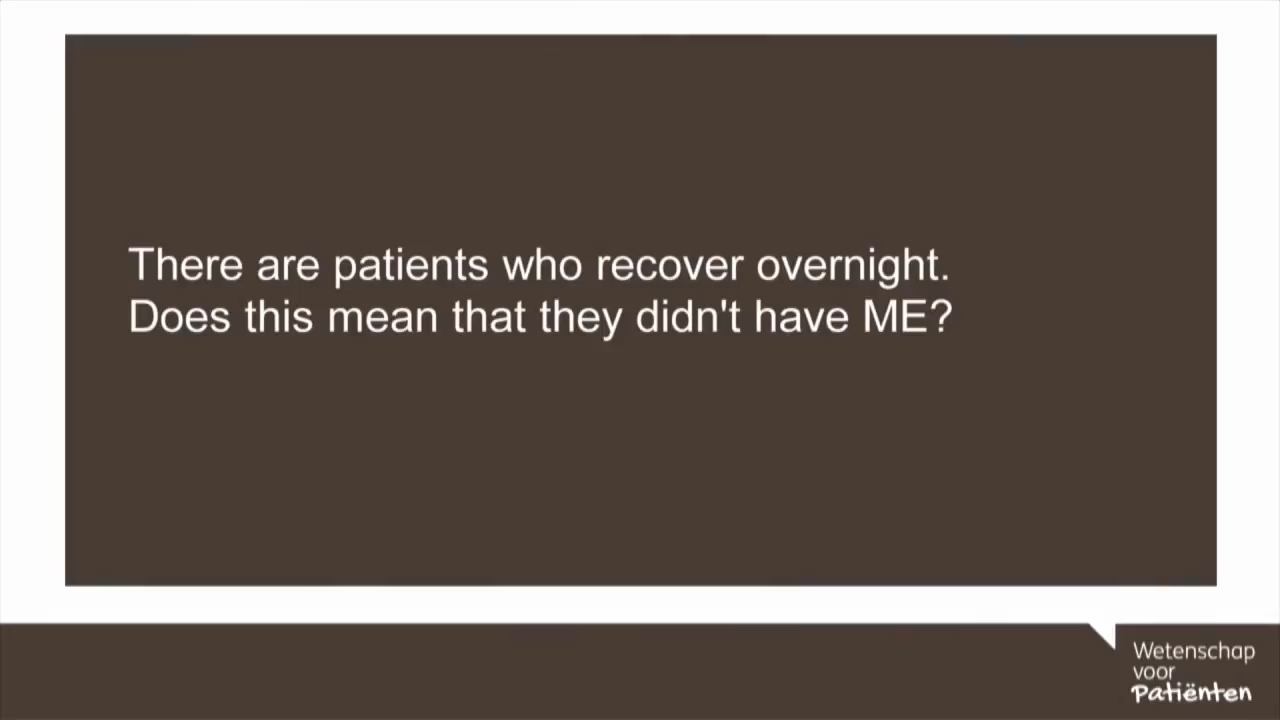 There are patients who recover overnight.
Does this mean that they didn't have ME?
Wetenschap
voor
Patiënten